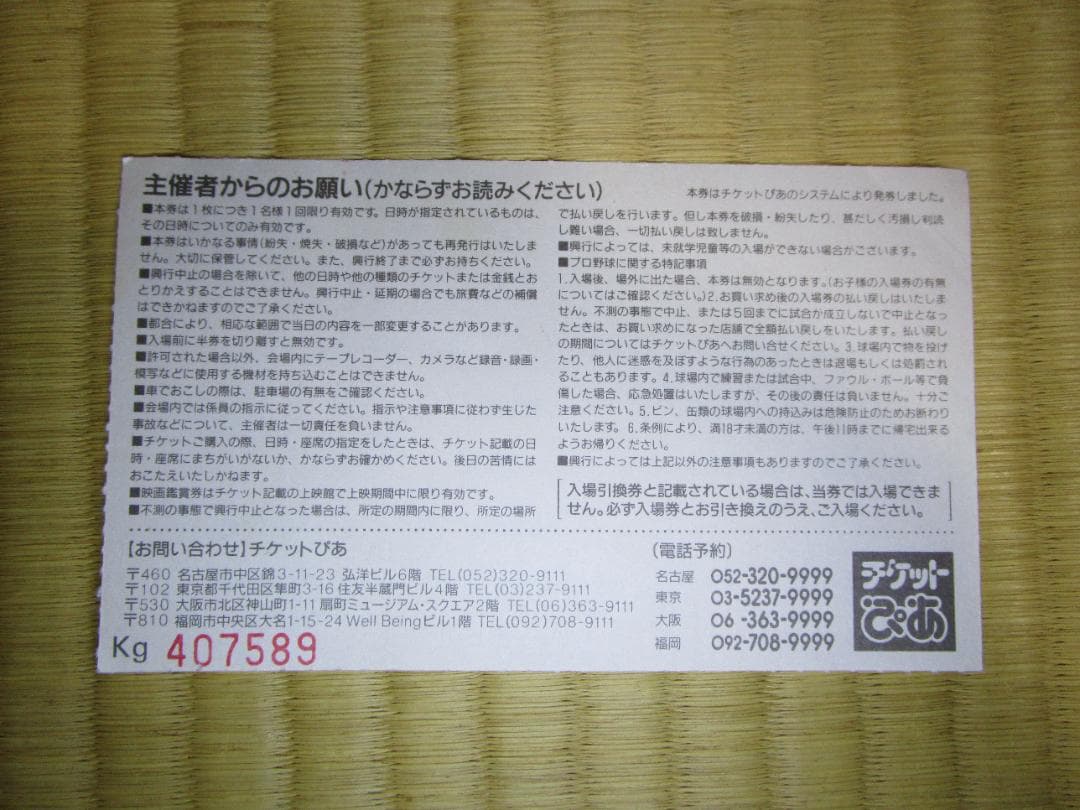 主催者からのお願い(かならずお読みください)
本券はチケットぴあのシステムにより発券しました。
■本券は1枚につき1名様1回限り有効です。日時が指定されているものは、
その日時についてのみ有効です。
■本券はいかなる事情(紛失・焼失・破損など)があっても再発行はいたしま
せん。大切に保管してください。また、興行終了まで必ずお持ちください。
■興行中止の場合を除いて、他の日時や他の種類のチケットまたは金銭とお
とりかえすることはできません。興行中止・延期の場合でも旅費などの補償
はできかねますのでご了承ください。
■都合により、相応な範囲で当日の内容を一部変更することがあります。
■入場前に半券を切り離すと無効です。
■許可された場合以外、会場内にテープレコーダー、カメラなど録音・録画・
模写などに使用する機材を持ち込むことはできません。
■車でおこしの際は、駐車場の有無をご確認ください。
■会場内では係員の指示に従ってください。指示や注意事項に従わず生じた
事故などについて、主催者は一切責任を負いません。
■チケットご購入の際、日時・座席の指定をしたときは、チケット記載の日
時・座席にまちがいがないか、かならずお確かめください。後日の苦情には
おこたえいたしかねます。
■映画鑑賞券はチケット記載の上映館で上映期間中に限り有効です。
■不測の事態で興行中止となった場合は、所定の期間内に限り、所定の場所
で払い戻しを行います。但し本券を破損・紛失したり、甚だしく汚損し判読
し難い場合、一切払い戻しは致しません。
■興行によっては、未就学児童等の入場ができない場合がございます。
■プロ野球に関する特記事項
1.入場後、場外に出た場合、本券は無効となります。(お子様の入場券の有無
についてはご確認ください。)2.お買い求め後の入場券の払い戻しはいたしま
せん。不測の事態で中止、または5回までに試合が成立しないで中止となっ
たときは、お買い求めになった店舗で全額払い戻しをいたします。払い戻し
の期間についてはチケットぴあへお問い合せください。3.球場内で物を投げ
たり、他人に迷惑を及ぼすような行為のあったときは退場もしくは処罰され
ることもあります。4.球場内で練習または試合中、ファウル・ボール等で負
傷した場合、応急処置はいたしますが、その後の責任は負いません。十分ご
注意ください。5.ビン、缶類の球場内への持込みは危険防止のためお断わり
いたします。6.条例により、満18才未満の方は、午後11時までに帰宅出来る
ようお帰りください。
■興行によっては上記以外の注意事項もありますのでご了承ください。
入場引換券と記載されている場合は、当券では入場できま
せん。必ず入場券とお引き換えのうえ、ご入場ください。
【お問い合わせ】チケットぴあ
〒460 名古屋市中区錦3-11-23 弘洋ビル6階 TEL(052)320-9111
〒102 東京都千代田区隼町3-16 住友半蔵門ビル4階 TEL(03)237-9111
〒530 大阪市北区神山町1-11 扇町ミュージアム・スクエア2階 TEL(06)363-9111
〒810 福岡市中央区大名1-15-24 Well Beingビル1階 TEL(092)708-9111
Kg 407589
(電話予約)
名古屋 052-320-9999
東京 03-5237-9999
大阪 06-363-9999
福岡 092-708-9999
チケット
ぴあ